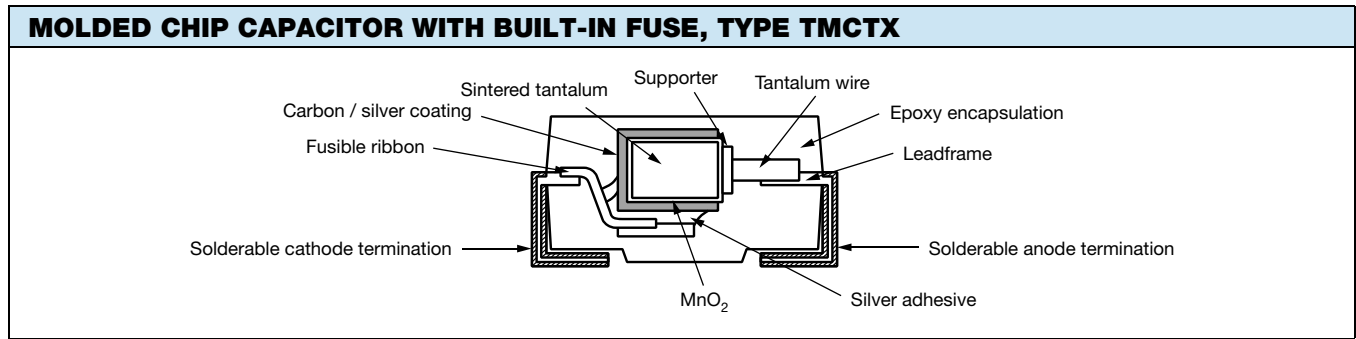 MOLDED CHIP CAPACITOR WITH BUILT-IN FUSE, TYPE TMCTX
Supporter
Tantalum wire
Sintered tantalum
Carbon / silver coating
Epoxy encapsulation
Fusible ribbon
Leadframe
Solderable cathode termination
Solderable anode termination
MnO₂
Silver adhesive